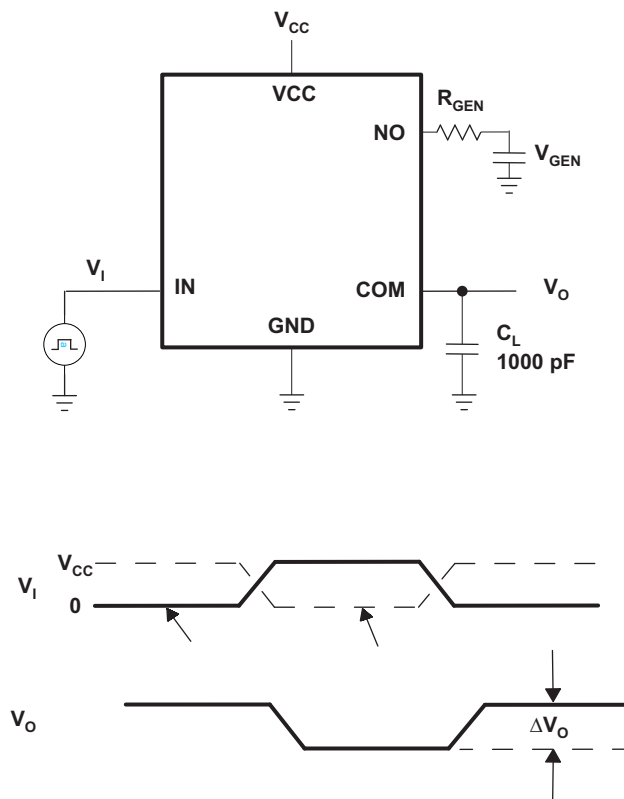 V_CC
VCC
R_GEN
NO
V_GEN
V_I
IN
COM
V_O
GND
C_L
1000 pF
V_CC
V_I
0
V_O
ΔV_O